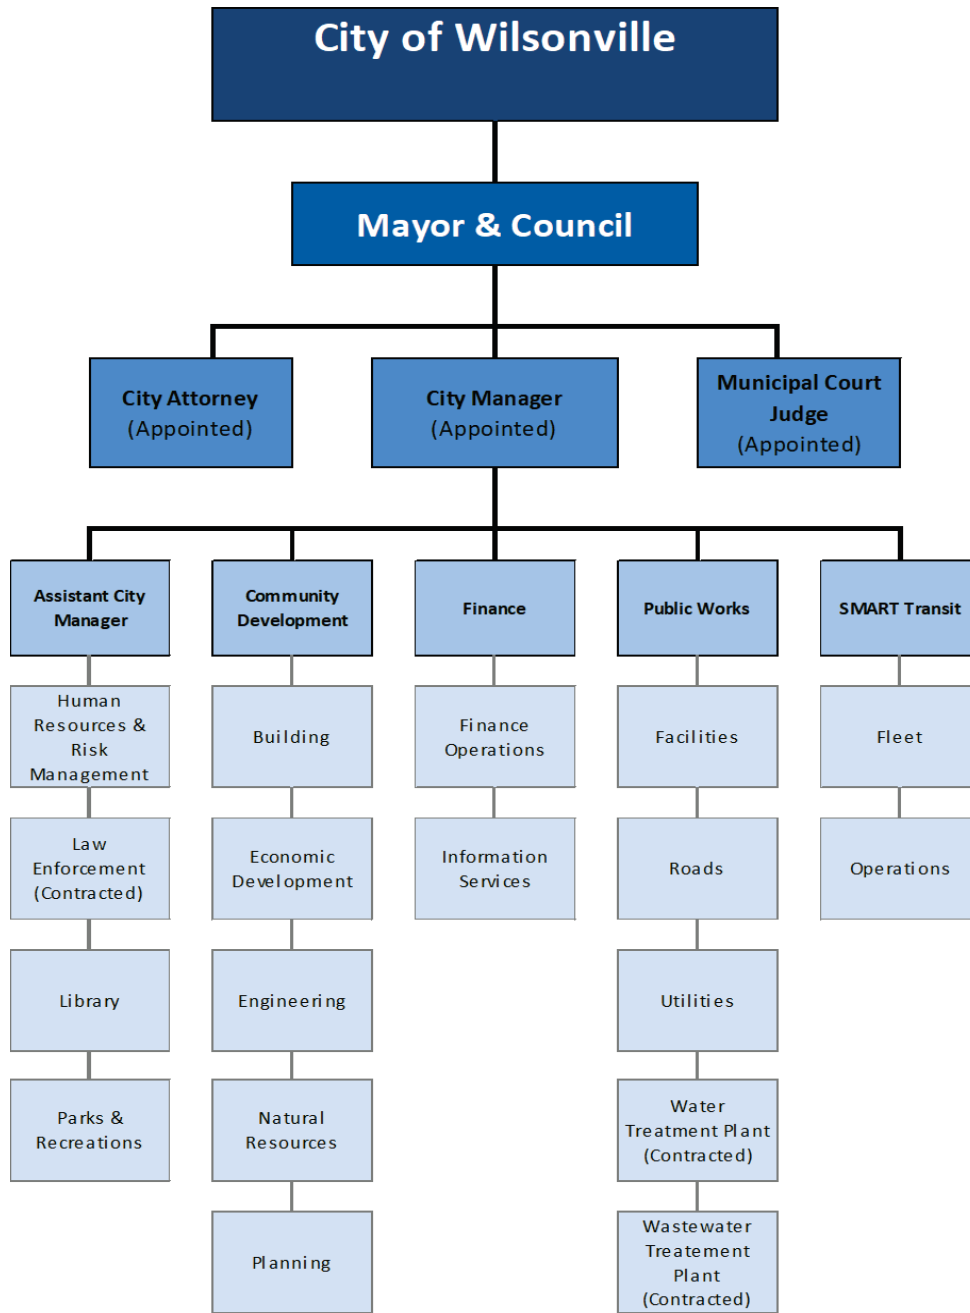 City of Wilsonville
Mayor & Council
City Attorney
(Appointed)
City Manager
(Appointed)
Municipal Court
Judge
(Appointed)
Assistant City
Manager
Community
Development
Finance
Public Works
SMART Transit
Human
Resources &
Risk
Management
Building
Finance
Operations
Facilities
Fleet
Law
Enforcement
(Contracted)
Economic
Development
Information
Services
Roads
Operations
Library
Engineering
Utilities
Parks &
Recreations
Natural
Resources
Water
Treatment Plant
(Contracted)
Planning
Wastewater
Treatement
Plant
(Contracted)